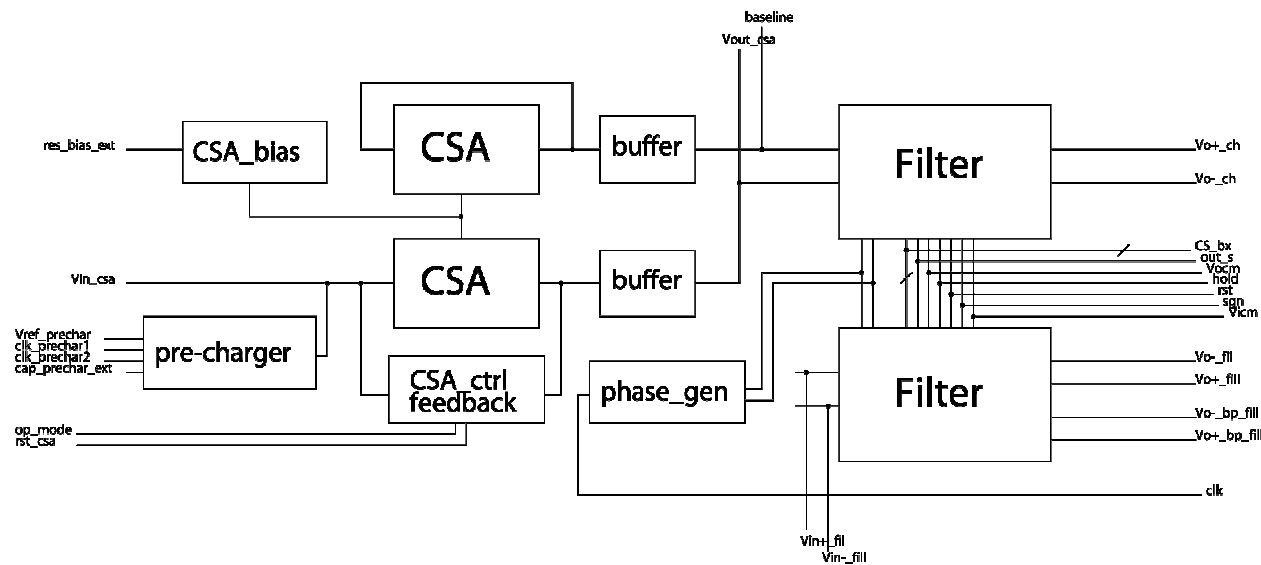 baseline
Vout_csa
res_bias_ext
CSA_bias
CSA
buffer
Filter
Vo+_ch
Vo-_ch
Vin_csa
CSA
buffer
CS_bx
out_s
Vocm
hold
rst
sgn
Vicm
Vref_prechar
clk_prechar1
clk_prechar2
cap_prechar_ext
pre-charger
CSA_ctrl
feedback
phase_gen
Filter
Vo-_fil
Vo+_fill
Vo-_bp_fill
Vo+_bp_fill
op_mode
rst_csa
clk
Vin+_fil
Vin-_fill